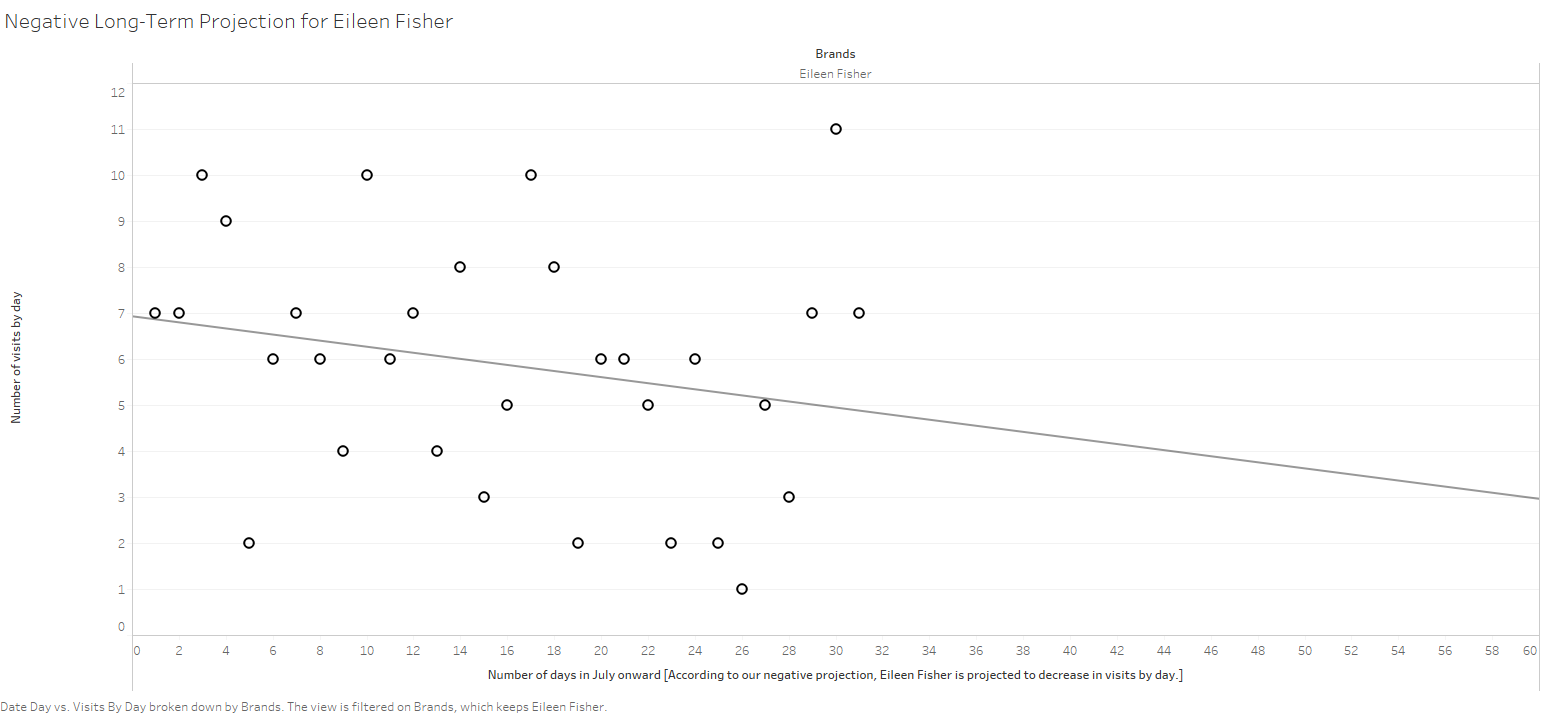 Negative Long-Term Projection for Eileen Fisher
Brands
Eileen Fisher
12
11
10
9
8
7
6
5
4
3
2
1
0
Number of visits by day
0 2 4 6 8 10 12 14 16 18 20 22 24 26 28 30 32 34 36 38 40 42 44 46 48 50 52 54 56 58 60
Number of days in July onward [According to our negative projection, Eileen Fisher is projected to decrease in visits by day.]
Date Day vs. Visits By Day broken down by Brands. The view is filtered on Brands, which keeps Eileen Fisher.